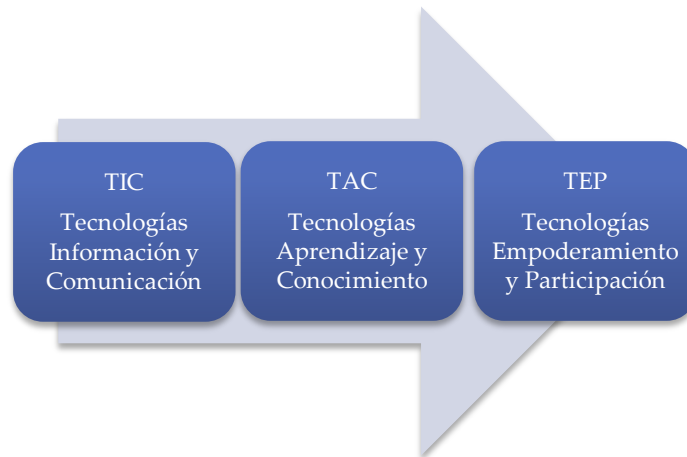 TIC
Tecnologías
Información y
Comunicación
TAC
Tecnologías
Aprendizaje y
Conocimiento
TEP
Tecnologías
Empoderamiento
y Participación